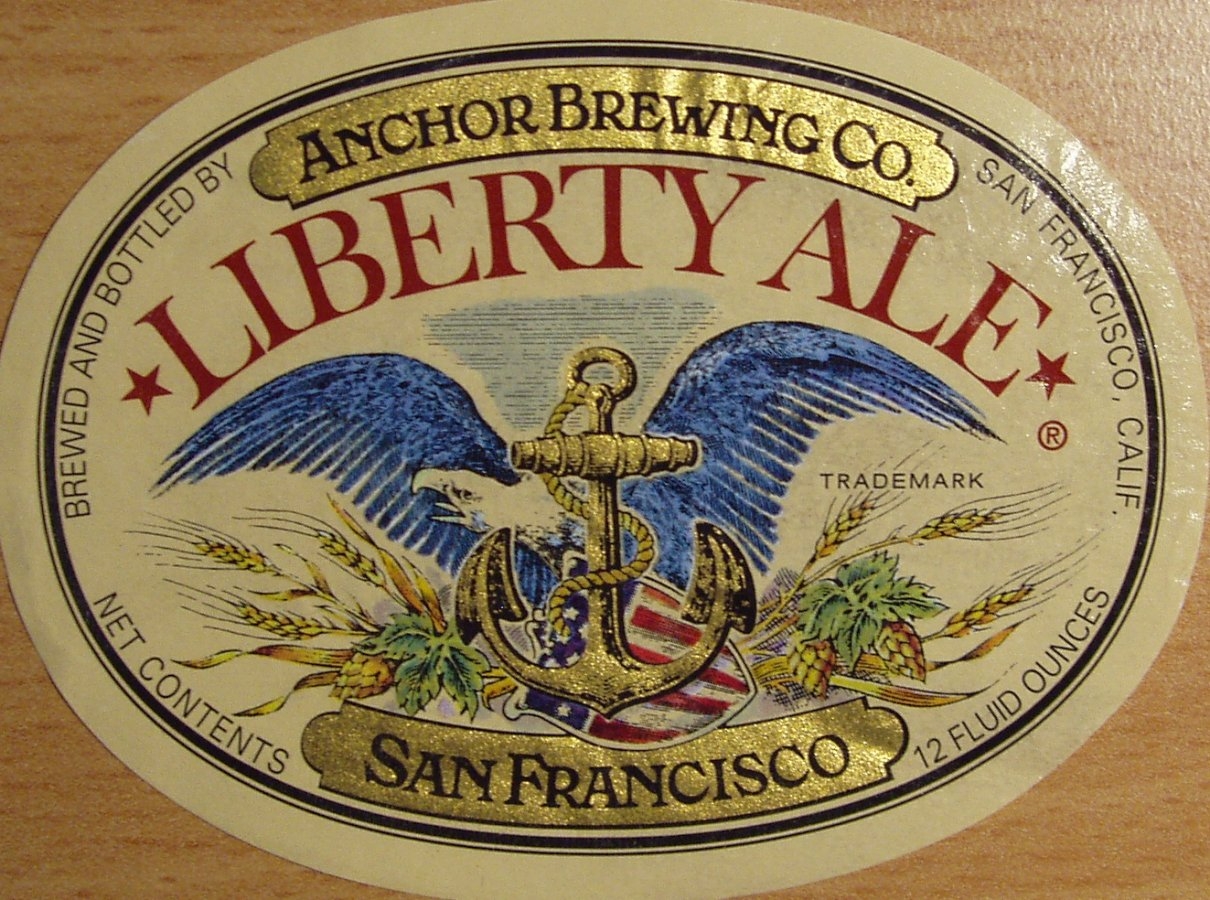 ANCHOR BREWING CO.
LIBERTY ALE
BREWED AND BOTTLED BY
SAN FRANCISCO, CALIF.
®
TRADEMARK
NET CONTENTS
12 FLUID OUNCES
SAN FRANCISCO